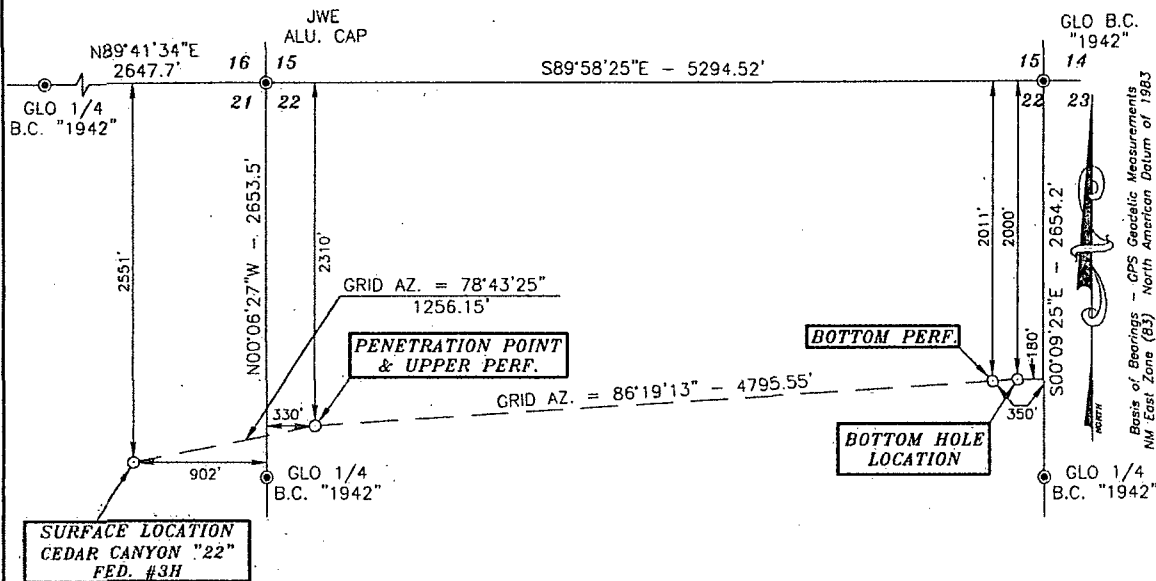 JWE
ALU. CAP
GLO B.C.
"1942"
N89°41'34"E
2647.7'
16 15
S89°58'25"E - 5294.52'
15 14
21 22
22 23
GLO 1/4
B.C. "1942"
2551'
N00°06'27"W - 2653.5'
2310'
2011'
2000'
S00°09'25"E - 2654.2'
GRID AZ. = 78°43'25"
1256.15'
PENETRATION POINT
& UPPER PERF.
BOTTOM PERF.
180'
GRID AZ. = 86°19'13" - 4795.55'
330'
350'
902'
GLO 1/4
B.C. "1942"
BOTTOM HOLE
LOCATION
GLO 1/4
B.C. "1942"
SURFACE LOCATION
CEDAR CANYON "22"
FED. #3H
NORTH
Basis of Bearings - GPS Geodetic Measurements
NM East Zone (83) North American Datum of 1983